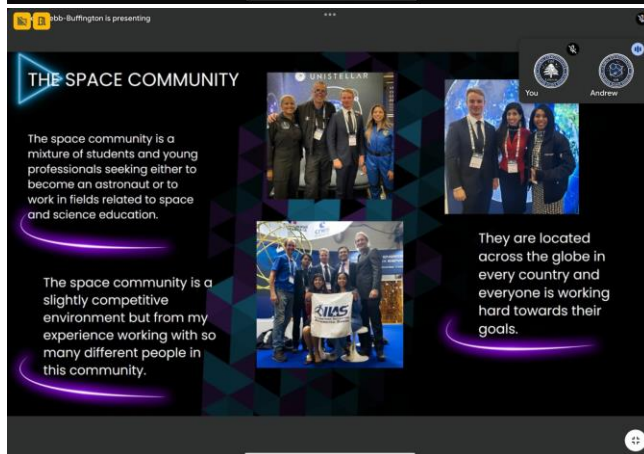 ebb-Buffington is presenting
THE SPACE COMMUNITY
The space community is a
mixture of students and young
professionals seeking either to
become an astronaut or to
work in fields related to space
and science education.
The space community is a
slightly competitive
environment but from my
experience working with so
many different people in
this community.
UNISTELLAR
ILAS
They are located
across the globe in
every country and
everyone is working
hard towards their
goals.
You
Andrew